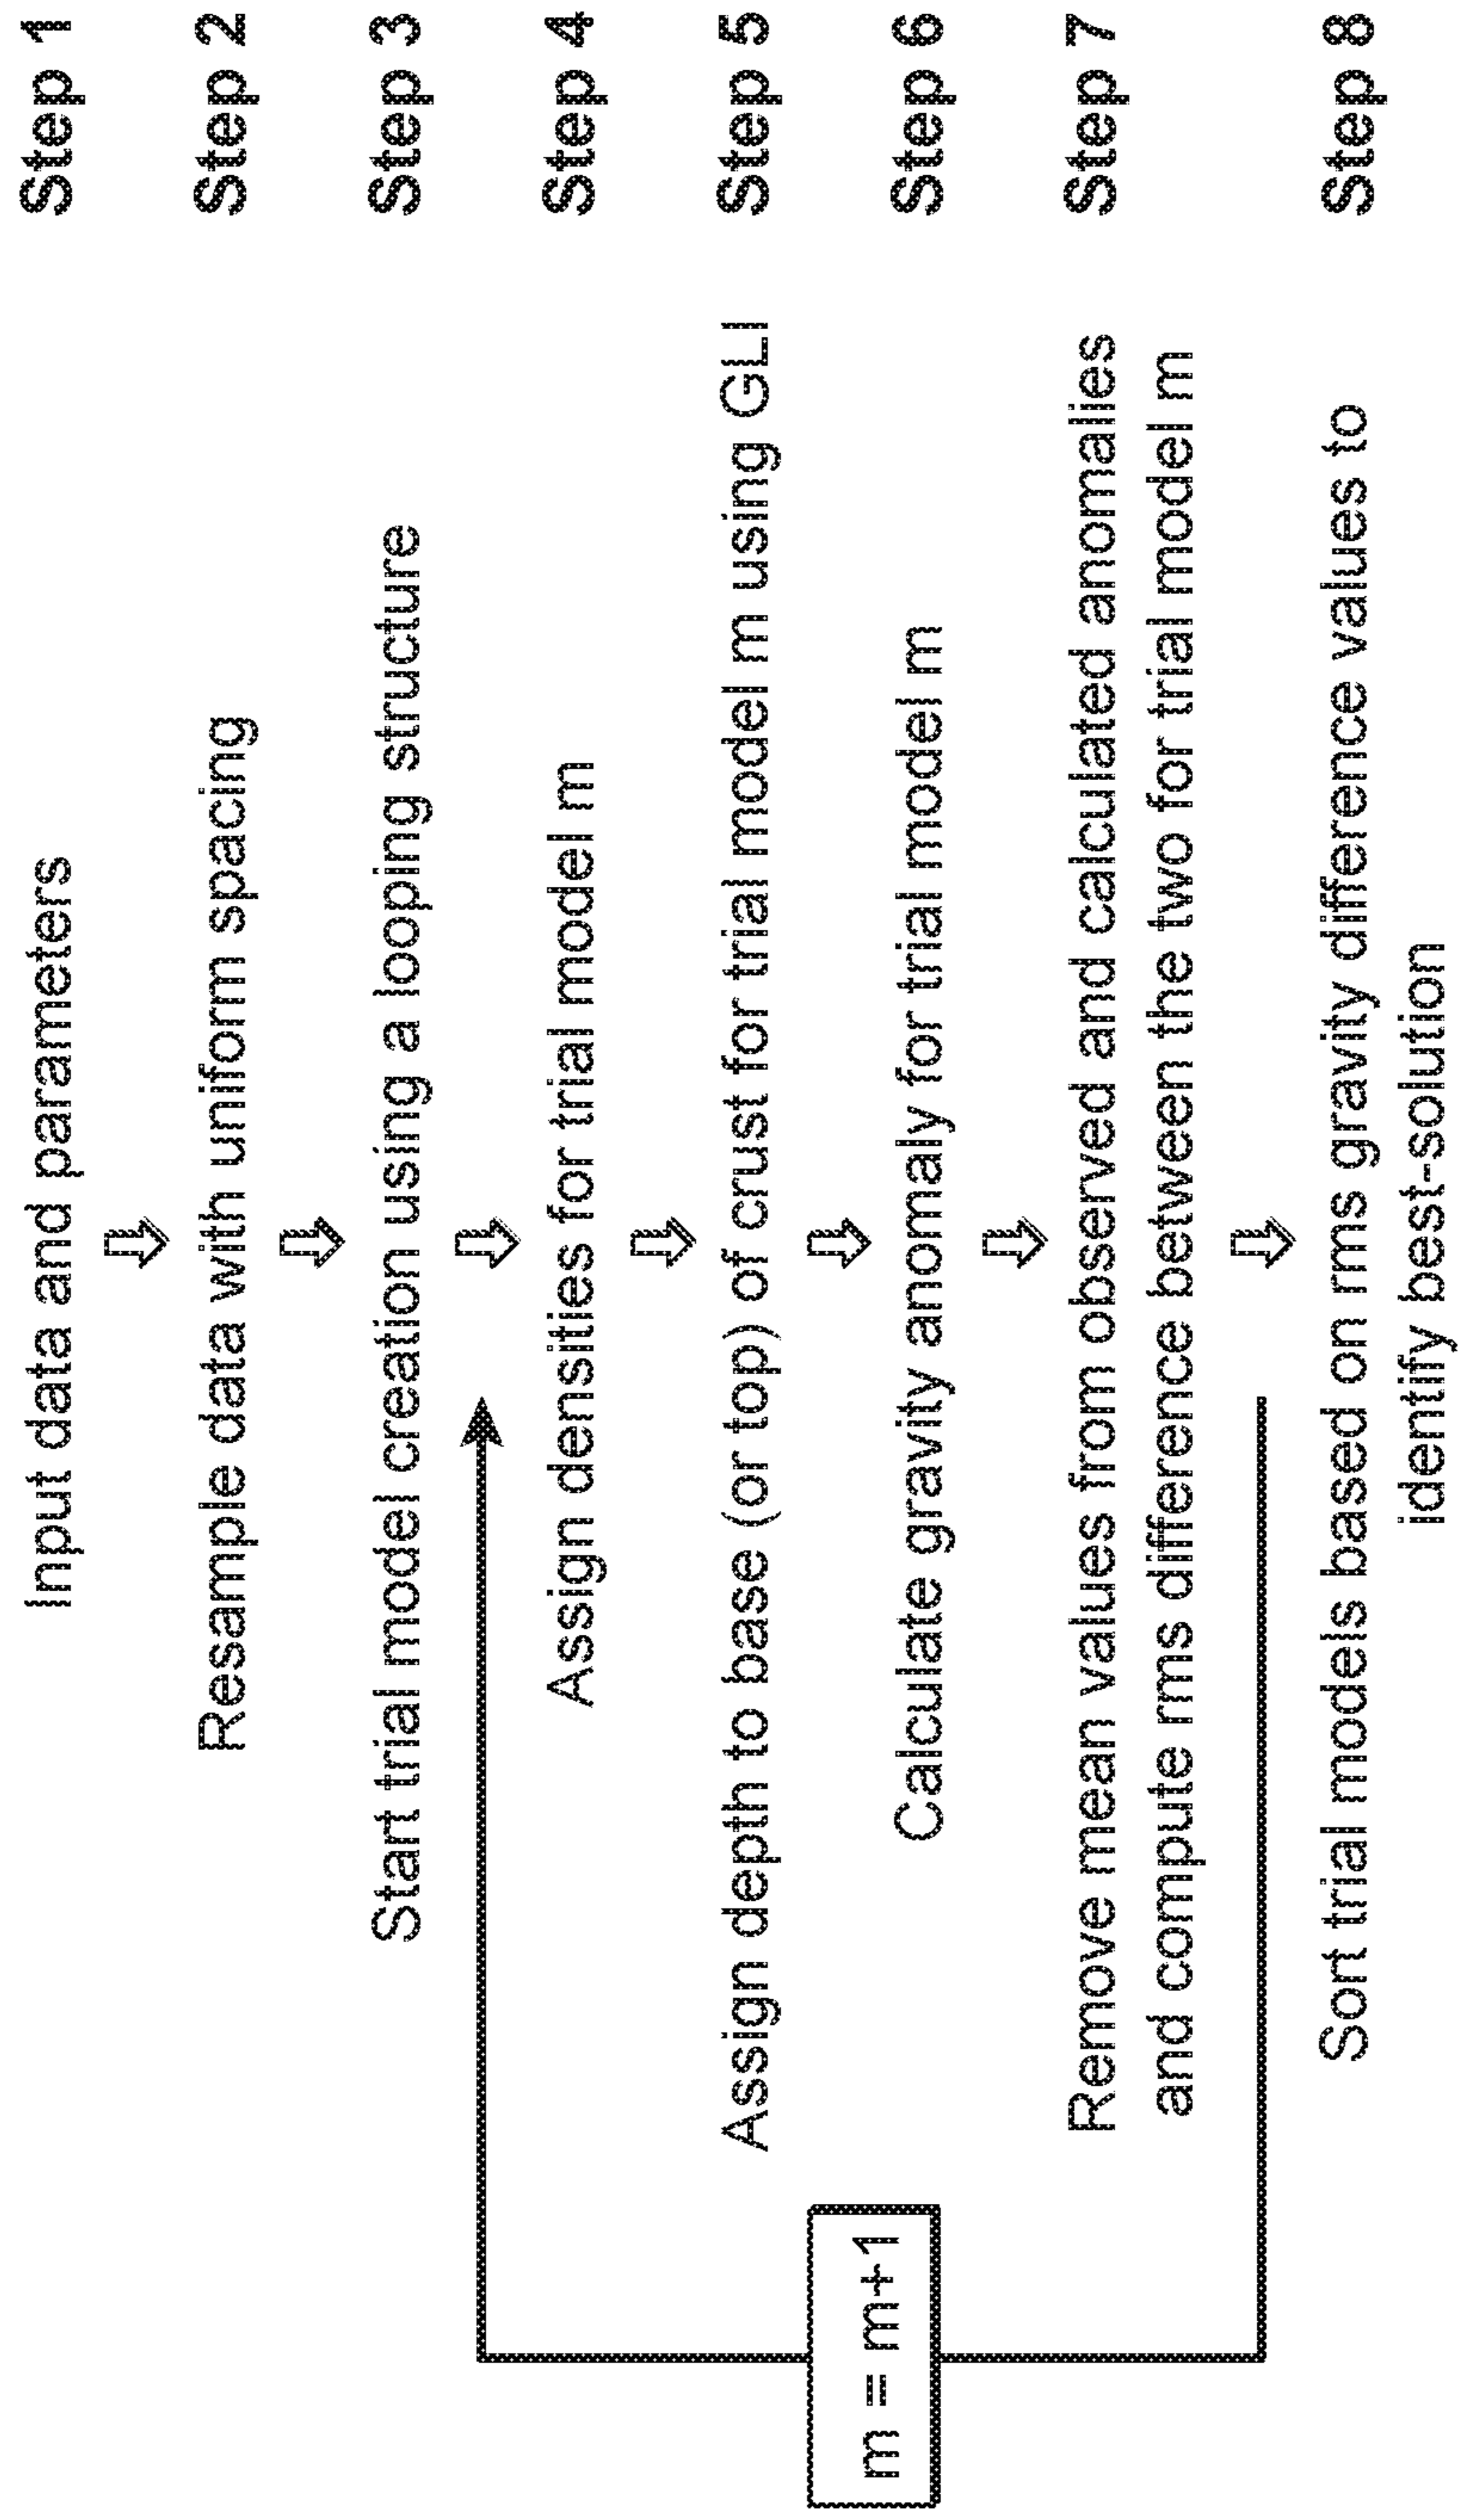 Input data and parameters Step 1
Resample data with uniform spacing Step 2
Start trial model creation using a looping structure Step 3
Assign densities for trial model m Step 4
Assign depth to base (or top) of crust for trial model m using GLI Step 5
Calculate gravity anomaly for trial model m Step 6
m = m+1
Remove mean values from observed and calculated anomalies Step 7
and compute rms difference between the two for trial model m
Sort trial models based on rms gravity difference values to Step 8
identify best-solution